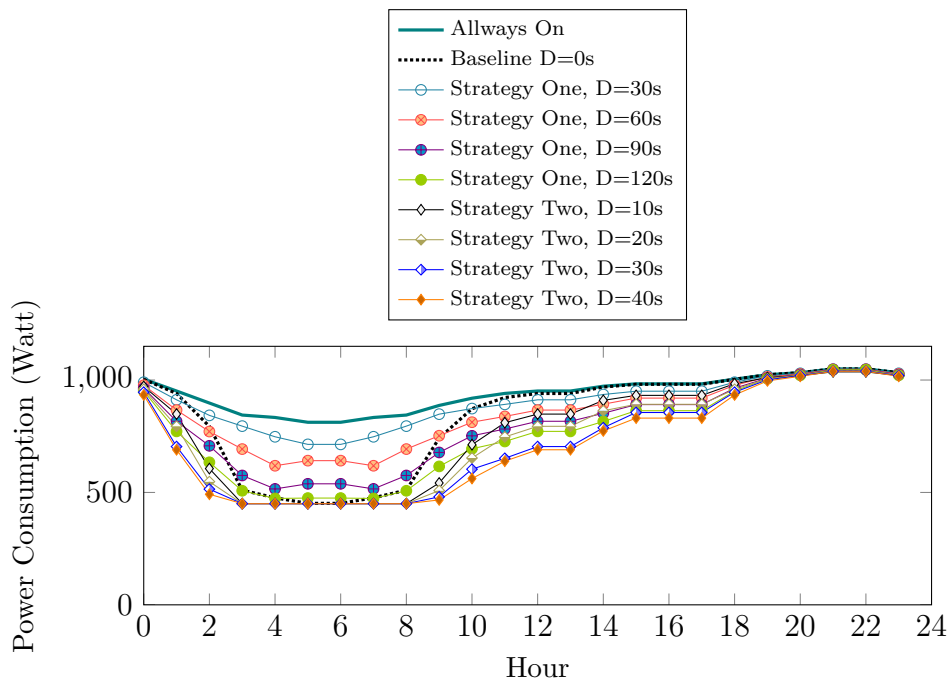 Allways On
Baseline D=0s
Strategy One, D=30s
Strategy One, D=60s
Strategy One, D=90s
Strategy One, D=120s
Strategy Two, D=10s
Strategy Two, D=20s
Strategy Two, D=30s
Strategy Two, D=40s
Power Consumption (Watt)
1,000
500
0
0 2 4 6 8 10 12 14 16 18 20 22 24
Hour